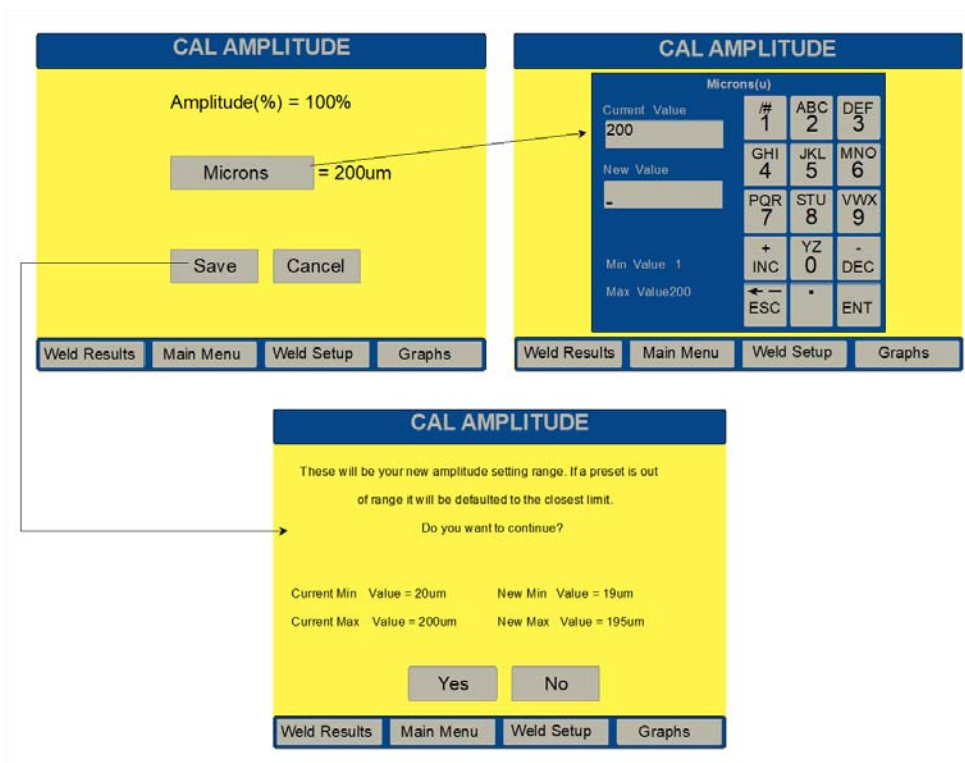 CAL AMPLITUDE
Amplitude(%) = 100%
Microns = 200um
Save Cancel
Weld Results Main Menu Weld Setup Graphs
CAL AMPLITUDE
Microns(u)
Current Value
200
New Value
_
Min Value 1
Max Value200
/# ABC DEF
1 2 3
GHI JKL MNO
4 5 6
PQR STU VWX
7 8 9
+ YZ -
INC 0 DEC
.
ESC ENT
Weld Results Main Menu Weld Setup Graphs
CAL AMPLITUDE
These will be your new amplitude setting range. If a preset is out
of range it will be defaulted to the closest limit.
Do you want to continue?
Current Min Value = 20um New Min Value = 19um
Current Max Value = 200um New Max Value = 195um
Yes No
Weld Results Main Menu Weld Setup Graphs